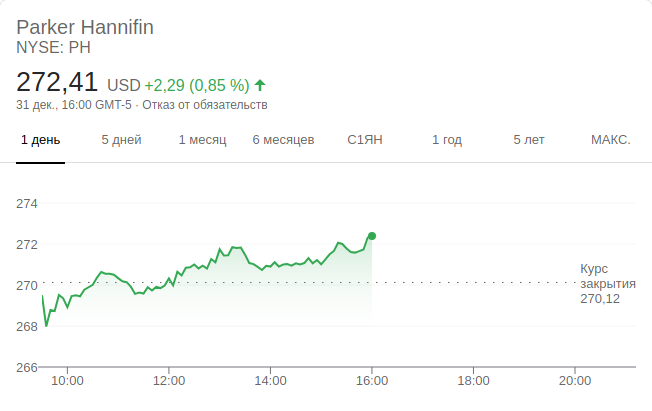 Parker Hannifin
NYSE: PH
272,41 USD +2,29 (0,85 %)
31 дек., 16:00 GMT-5 · Отказ от обязательств
1 день 5 дней 1 месяц 6 месяцев С1ЯН 1 год 5 лет МАКС.
274
272
270
268
266
Курс
закрытия
270,12
10:00 12:00 14:00 16:00 18:00 20:00